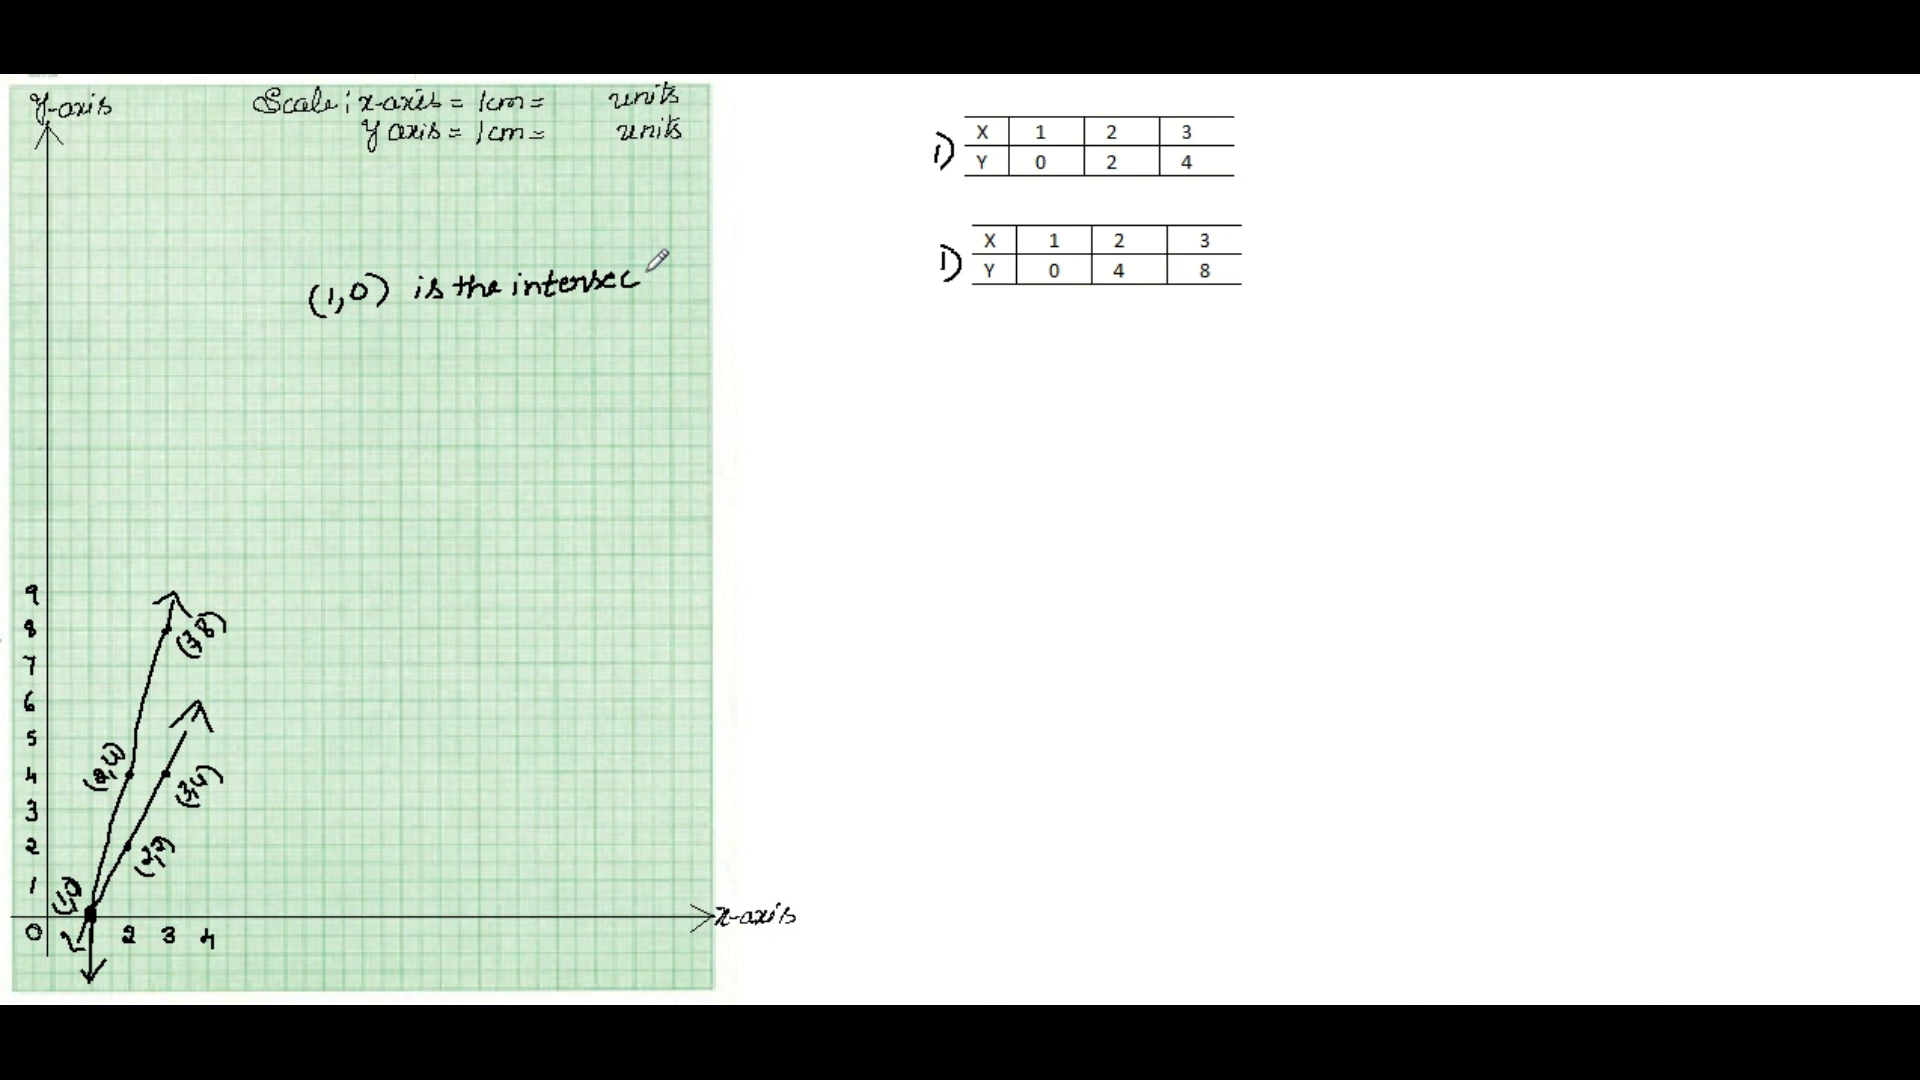 y-axis
Scale: x-axis = 1cm = units
Y axis = 1cm = units
(1,0) is the intersec
9
8
(3,8)
7
6
5
(2,4)
4
(3,4)
3
2
(2,2)
1
(1,0)
x-axis
0 2 3 4
1)
X 1 2 3
Y 0 2 4
1)
X 1 2 3
Y 0 4 8